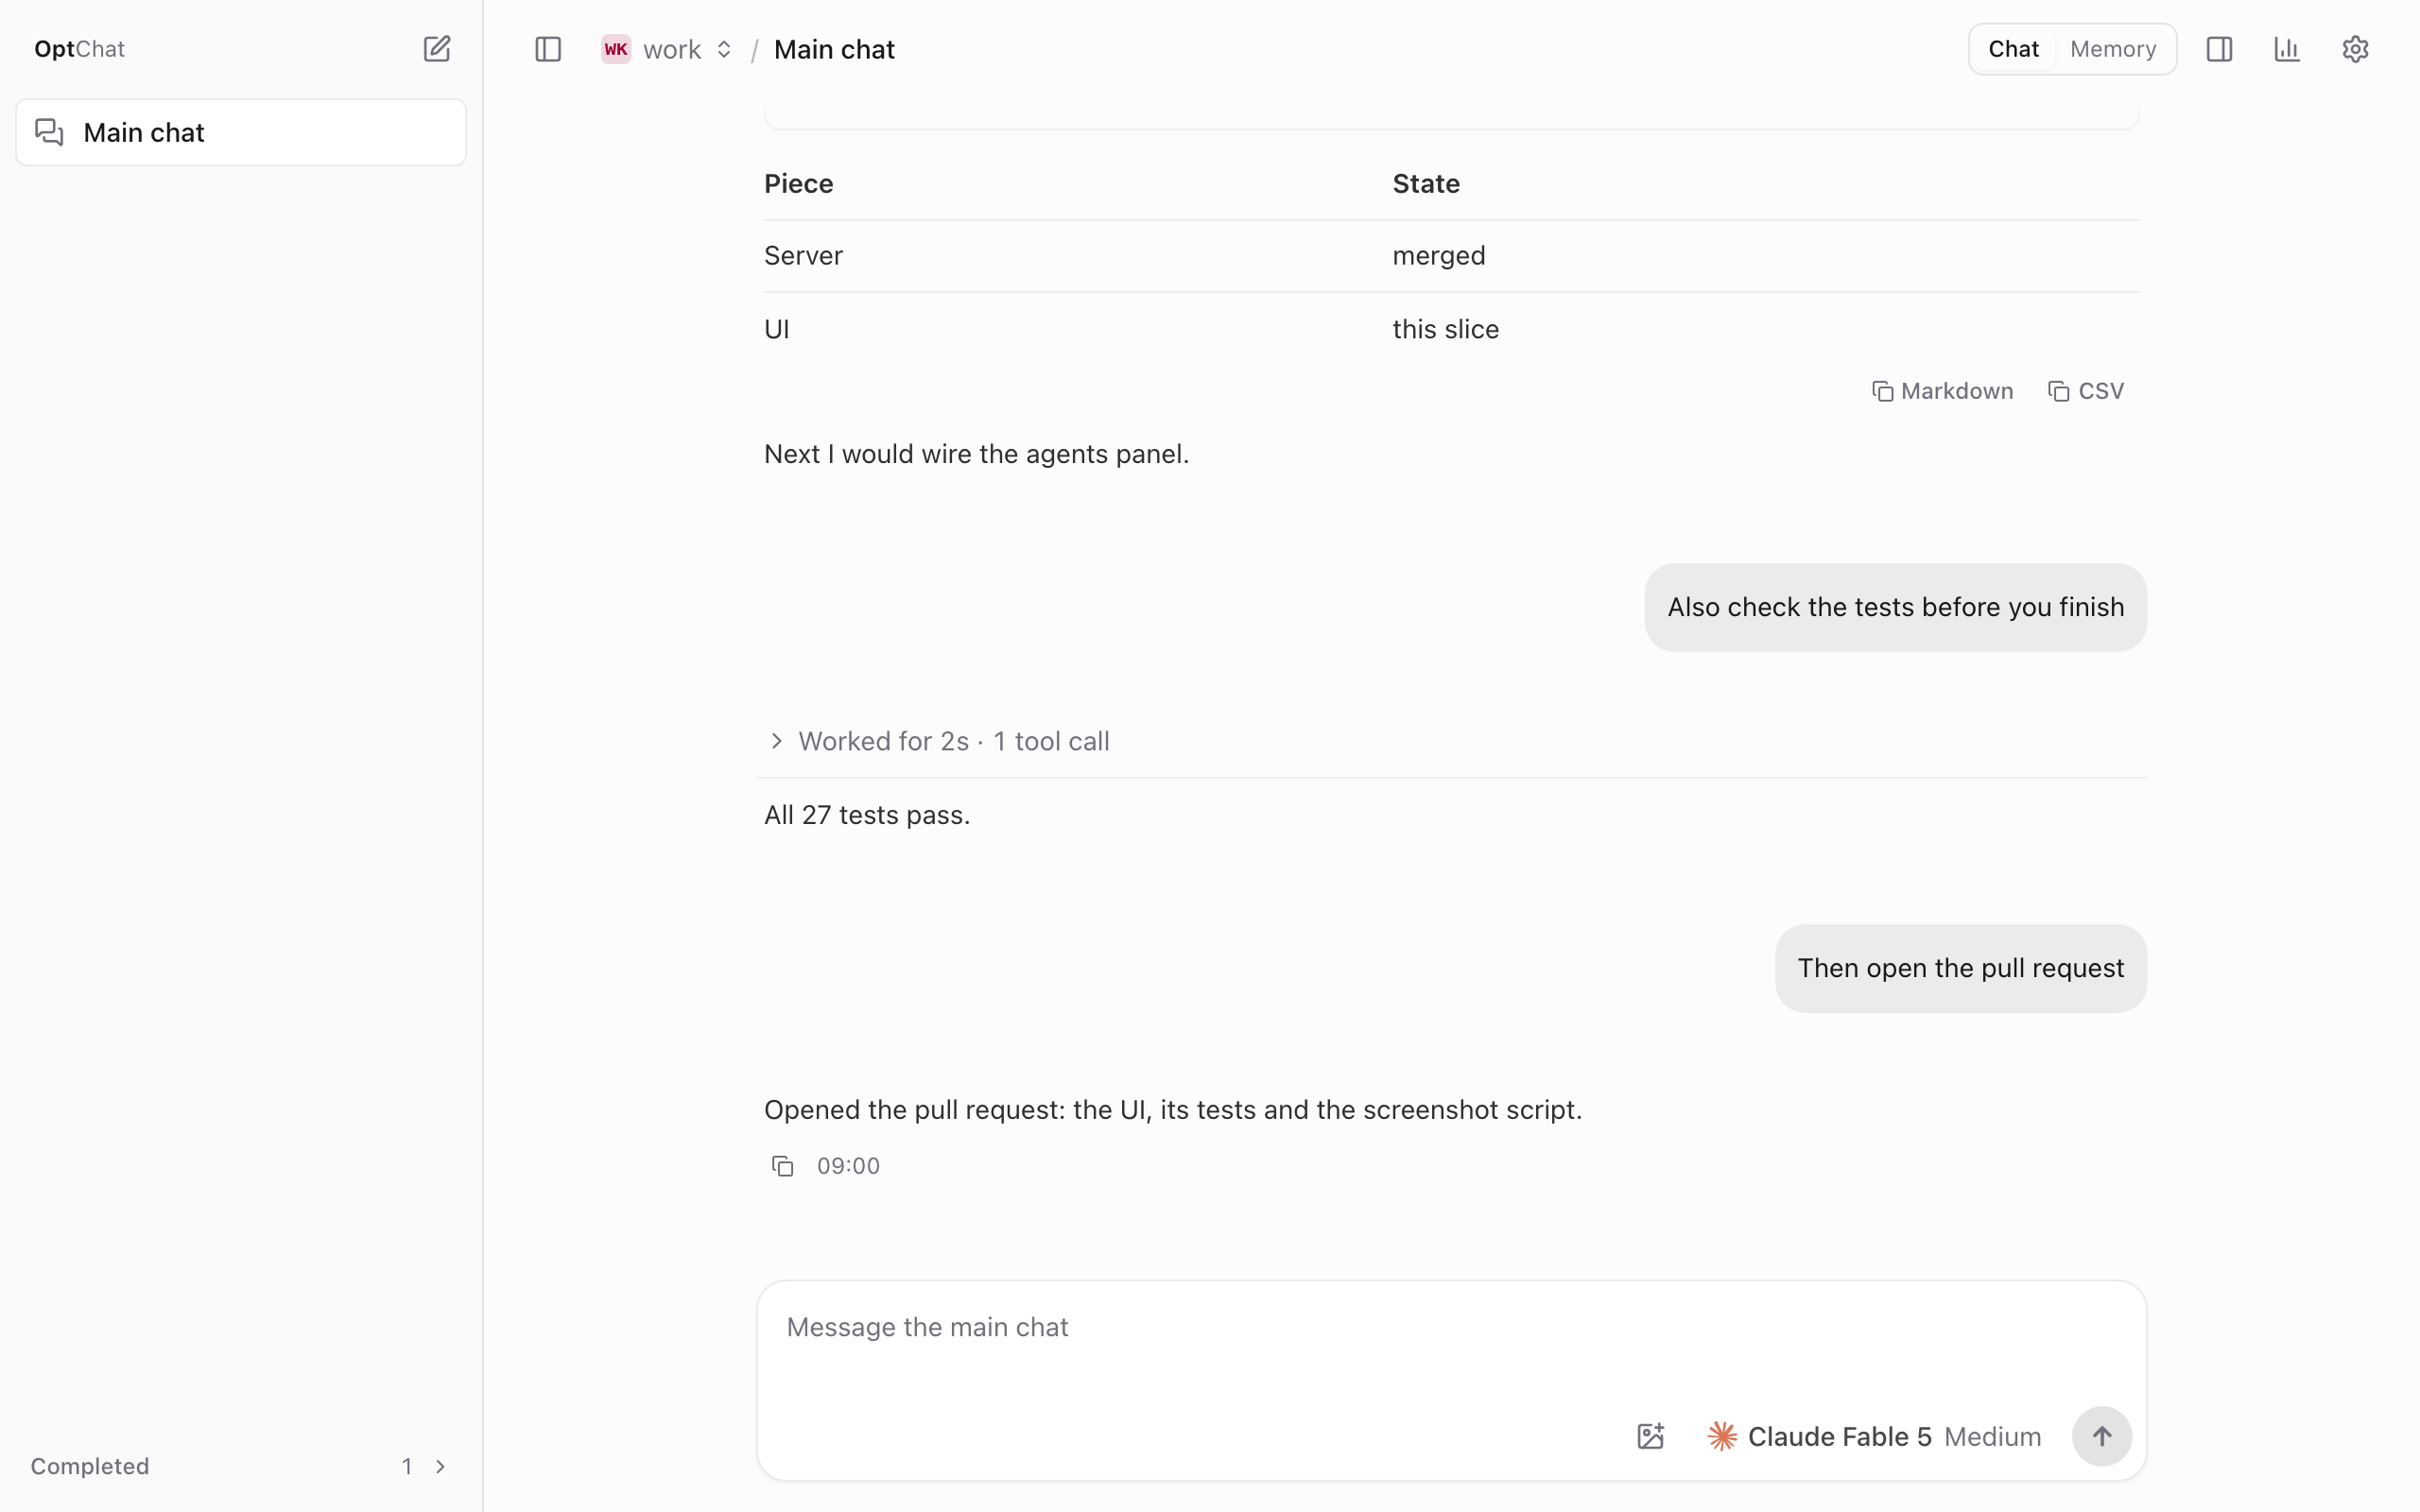 OptChat
WK work / Main chat
Chat Memory
Main chat
Piece State
Server merged
UI this slice
Markdown CSV
Next I would wire the agents panel.
Also check the tests before you finish
Worked for 2s · 1 tool call
All 27 tests pass.
Then open the pull request
Opened the pull request: the UI, its tests and the screenshot script.
09:00
Message the main chat
Claude Fable 5 Medium
Completed 1